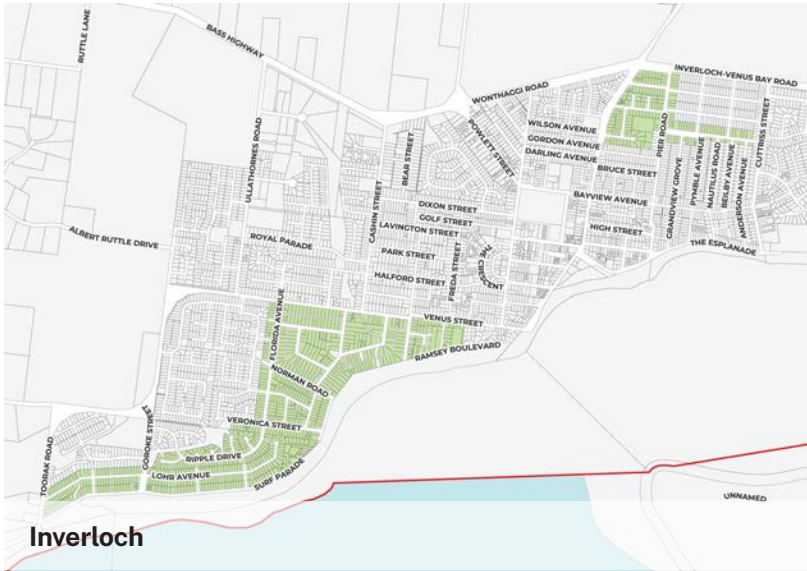 RUTTLE LANE
BASS HIGHWAY
INVERLOCH-VENUS BAY ROAD
WONTHAGGI ROAD
ULLATHORNES ROAD
POWLETT STREET
WILSON AVENUE
GORDON AVENUE
DARLING AVENUE
PIER ROAD
CUTTRISS STREET
BEAR STREET
BRUCE STREET
PYMBLE AVENUE
NAUTILUS ROAD
BEILBY AVENUE
ANDERSON AVENUE
GRANDVIEW GROVE
BAYVIEW AVENUE
CASHIN STREET
DIXON STREET
GOLF STREET
LAVINGTON STREET
HIGH STREET
ALBERT RUTTLE DRIVE
ROYAL PARADE
PARK STREET
FREDA STREET
THE CRESCENT
THE ESPLANADE
HALFORD STREET
VENUS STREET
FLORIDA AVENUE
RAMSEY BOULEVARD
NORMAN ROAD
VERONICA STREET
GOROKE STREET
TOORAK ROAD
RIPPLE DRIVE
LOHR AVENUE
SURF PARADE
UNNAMED
Inverloch